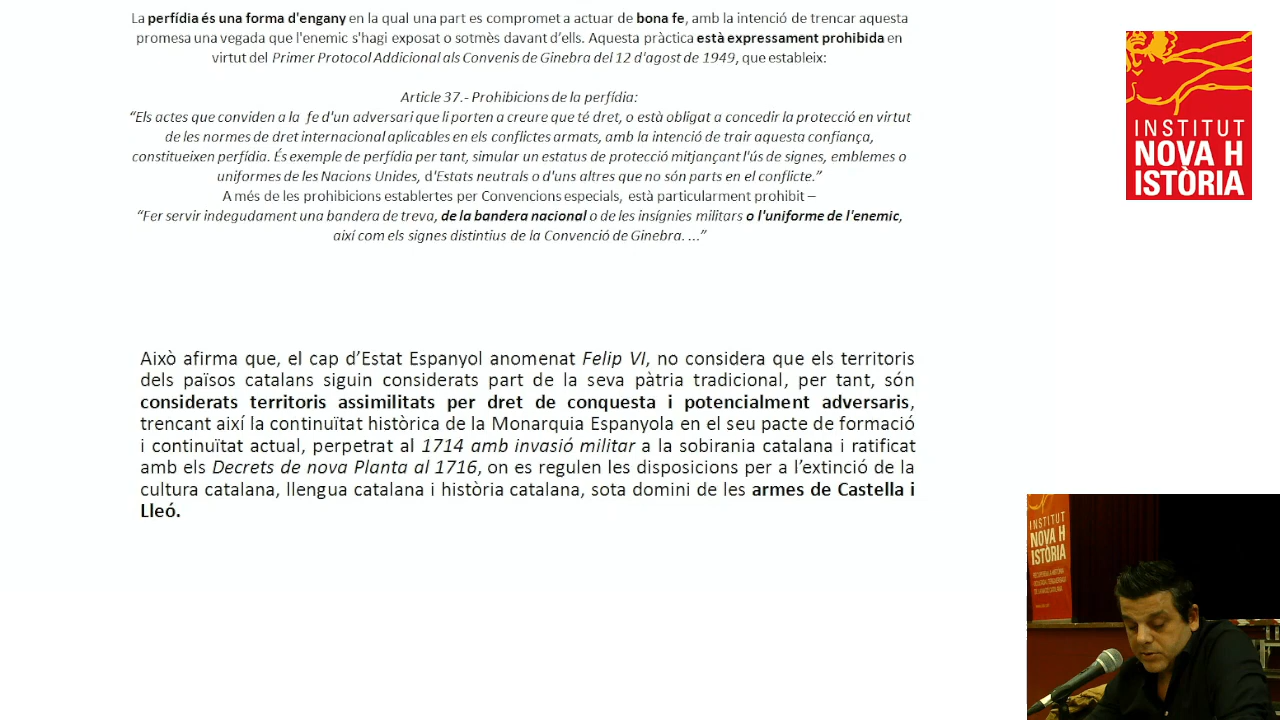 La perfídia és una forma d'engany en la qual una part es compromet a actuar de bona fe, amb la intenció de trencar aquesta
promesa una vegada que l'enemic s'hagi exposat o sotmès davant d’ells. Aquesta pràctica està expressament prohibida en
virtut del Primer Protocol Addicional als Convenis de Ginebra del 12 d'agost de 1949, que estableix:
Article 37.- Prohibicions de la perfídia:
“Els actes que conviden a la fe d'un adversari que li porten a creure que té dret, o està obligat a concedir la protecció en virtut
de les normes de dret internacional aplicables en els conflictes armats, amb la intenció de trair aquesta confiança,
constitueixen perfídia. És exemple de perfídia per tant, simular un estatus de protecció mitjançant l'ús de signes, emblemes o
uniformes de les Nacions Unides, d'Estats neutrals o d'uns altres que no són parts en el conflicte.”
A més de les prohibicions establertes per Convencions especials, està particularment prohibit –
“Fer servir indegudament una bandera de treva, de la bandera nacional o de les insígnies militars o l'uniforme de l'enemic,
així com els signes distintius de la Convenció de Ginebra. ...”
Això afirma que, el cap d’Estat Espanyol anomenat Felip VI, no considera que els territoris
dels països catalans siguin considerats part de la seva pàtria tradicional, per tant, són
considerats territoris assimilitats per dret de conquesta i potencialment adversaris,
trencant així la continuïtat històrica de la Monarquia Espanyola en el seu pacte de formació
i continuïtat actual, perpetrat al 1714 amb invasió militar a la sobirania catalana i ratificat
amb els Decrets de nova Planta al 1716, on es regulen les disposicions per a l’extinció de la
cultura catalana, llengua catalana i història catalana, sota domini de les armes de Castella i
Lleó.
INSTITUT
NOVA H
ISTÒRIA
INSTITUT
NOVA H
ISTÒRIA